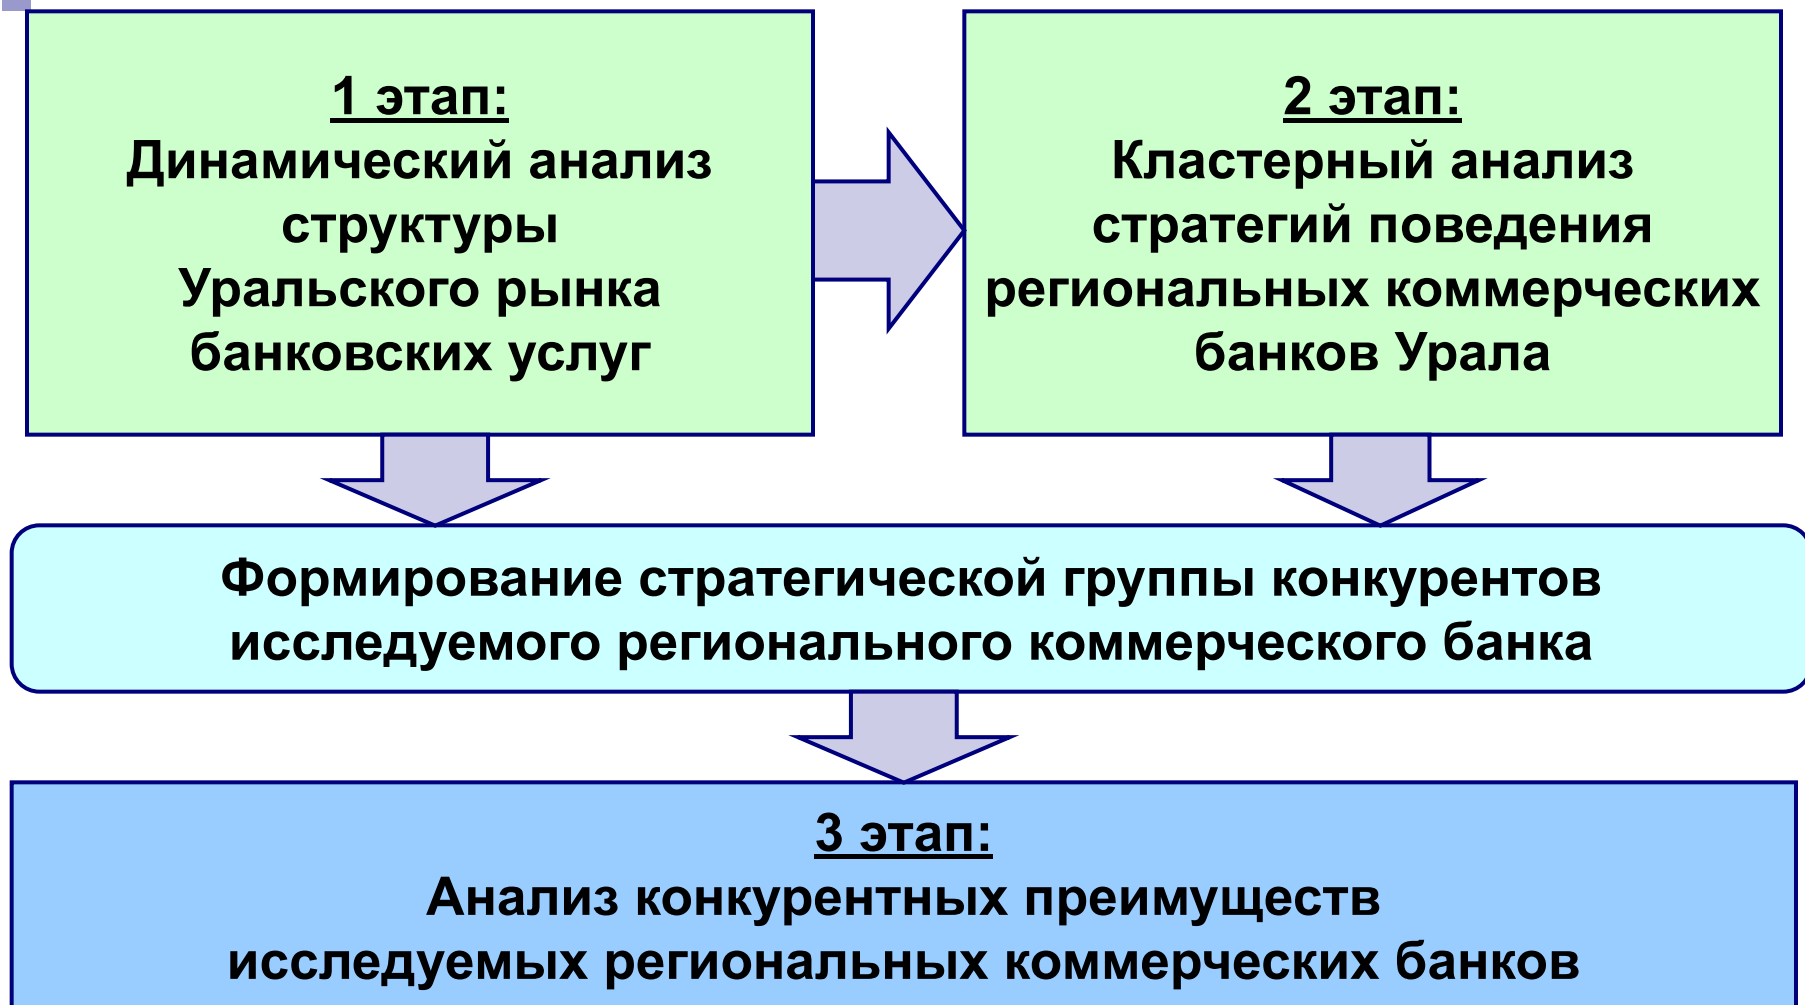 1 этап:
Динамический анализ
структуры
Уральского рынка
банковских услуг
2 этап:
Кластерный анализ
стратегий поведения
региональных коммерческих
банков Урала
Формирование стратегической группы конкурентов
исследуемого регионального коммерческого банка
3 этап:
Анализ конкурентных преимуществ
исследуемых региональных коммерческих банков